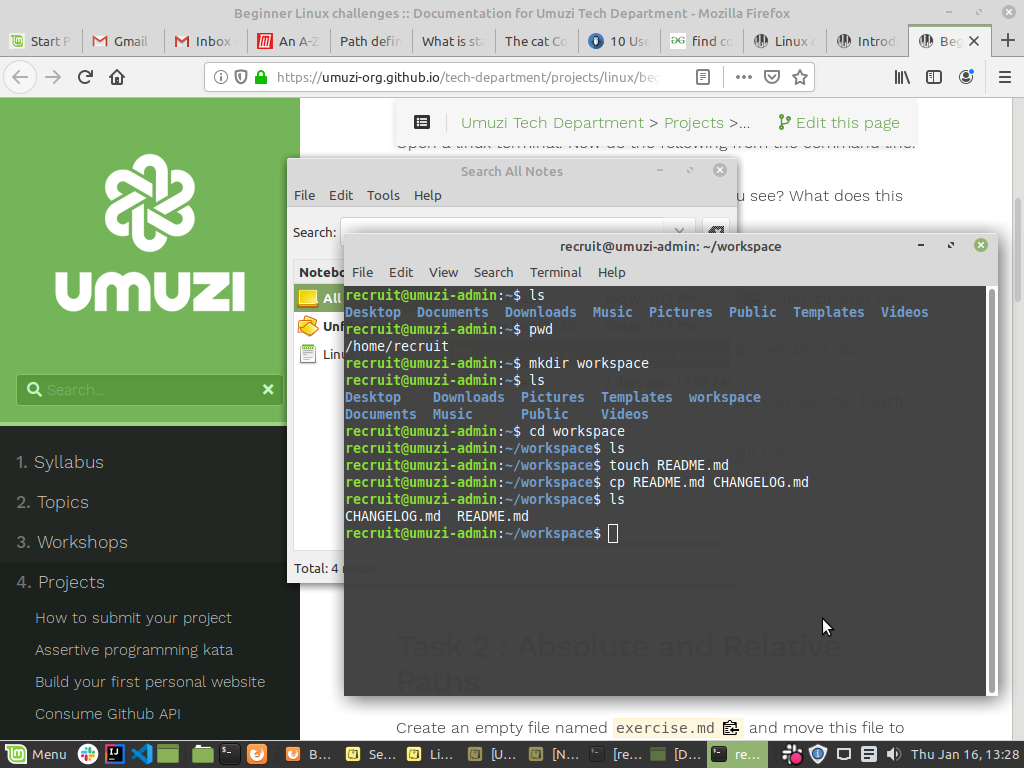 Beginner Linux challenges :: Documentation for Umuzi Tech Department - Mozilla Firefox
Start P
Gmail
Inbox
An A-Z
Path defin
What is sta
The cat Co
10 Use
find co
Linux c
Introd
Beg
https://umuzi-org.github.io/tech-department/projects/linux/beg
Umuzi Tech Department > Projects >...
Edit this page
Open a linux terminal. Now do the following from the command line:
u see? What does this
UMUZI
Search...
1. Syllabus
2. Topics
3. Workshops
4. Projects
How to submit your project
Assertive programming kata
Build your first personal website
Consume Github API
Search All Notes
File Edit Tools Help
Search:
Notebo
All
Unf
Linu
Total: 4 notes
recruit@umuzi-admin: ~/workspace
File Edit View Search Terminal Help
recruit@umuzi-admin:~$ ls
Desktop Documents Downloads Music Pictures Public Templates Videos
recruit@umuzi-admin:~$ pwd
/home/recruit
recruit@umuzi-admin:~$ mkdir workspace
recruit@umuzi-admin:~$ ls
Desktop Downloads Pictures Templates workspace
Documents Music Public Videos
recruit@umuzi-admin:~$ cd workspace
recruit@umuzi-admin:~/workspace$ ls
recruit@umuzi-admin:~/workspace$ touch README.md
recruit@umuzi-admin:~/workspace$ cp README.md CHANGELOG.md
recruit@umuzi-admin:~/workspace$ ls
CHANGELOG.md README.md
recruit@umuzi-admin:~/workspace$
Task 2 : Absolute and Relative
Paths
Create an empty file named exercise.md and move this file to
Menu
B...
Se...
Li...
[U...
[N...
[re...
[D...
re...
Thu Jan 16, 13:28